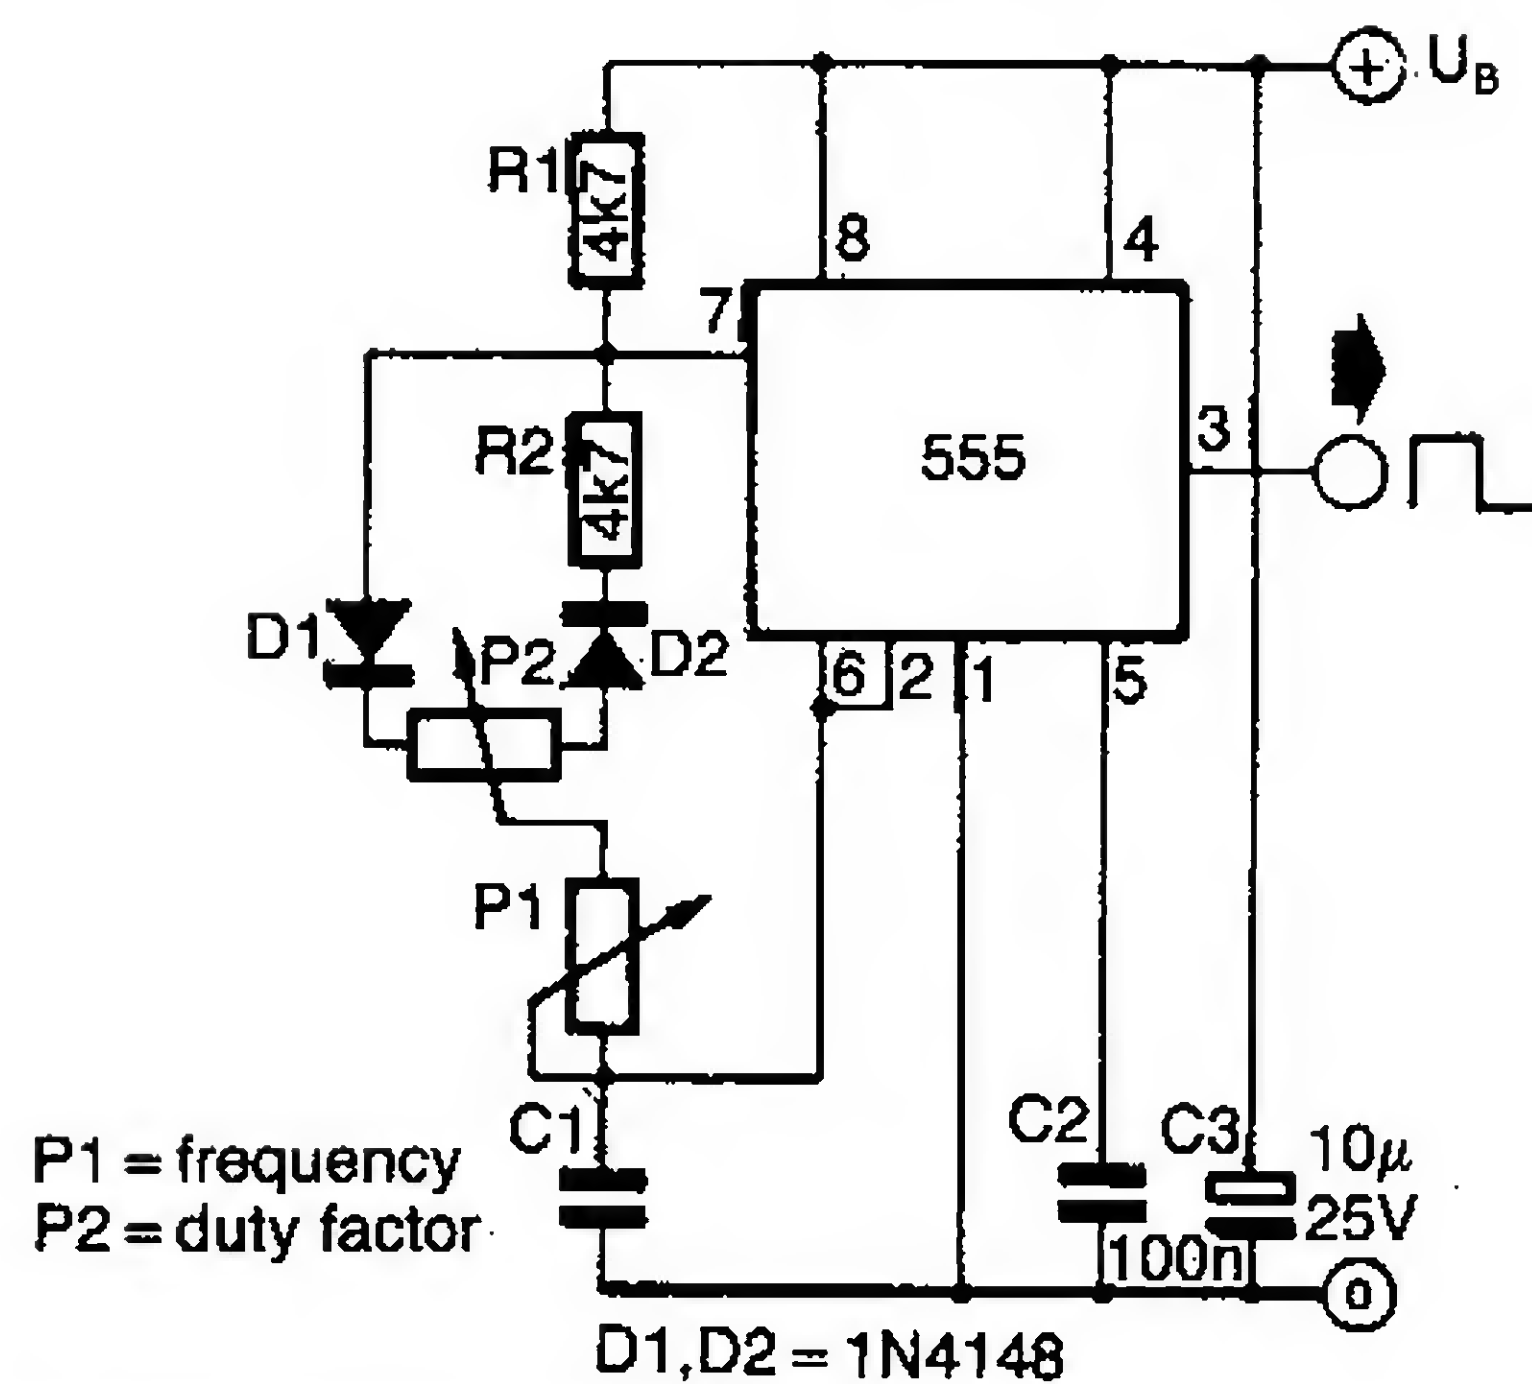 + UB
R1
4k7
8
4
7
R2
4k7
555
3
D1
P2
D2
6
2
1
5
P1
C1
C2
C3
10µ
25V
100n
P1 = frequency
P2 = duty factor
0
D1,D2 = 1N4148